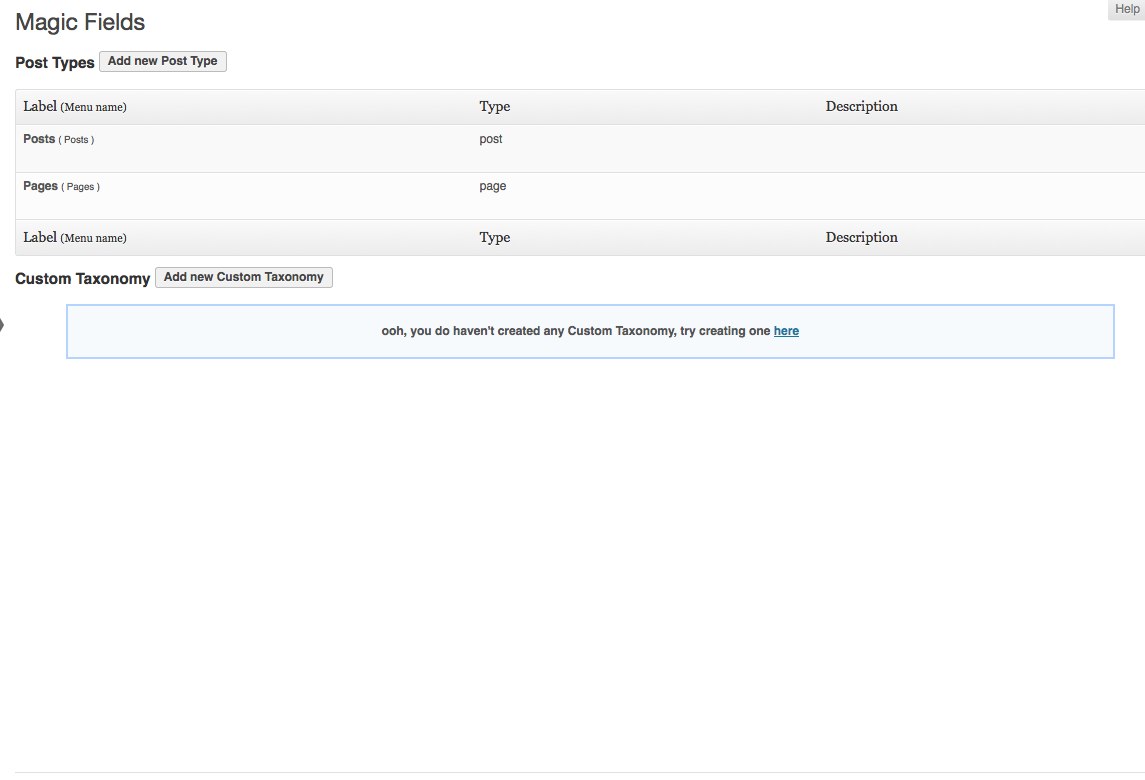 Help
Magic Fields
Post Types Add new Post Type
Label (Menu name) Type Description
Posts ( Posts ) post
Pages ( Pages ) page
Label (Menu name) Type Description
Custom Taxonomy Add new Custom Taxonomy
ooh, you do haven't created any Custom Taxonomy, try creating one here